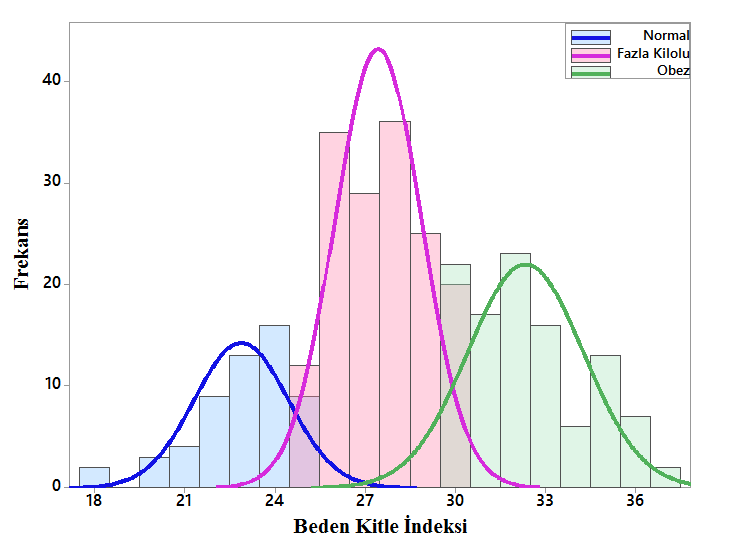 Normal
Fazla Kilolu
Obez
40
30
20
10
0
Frekans
18 21 24 27 30 33 36
Beden Kitle İndeksi